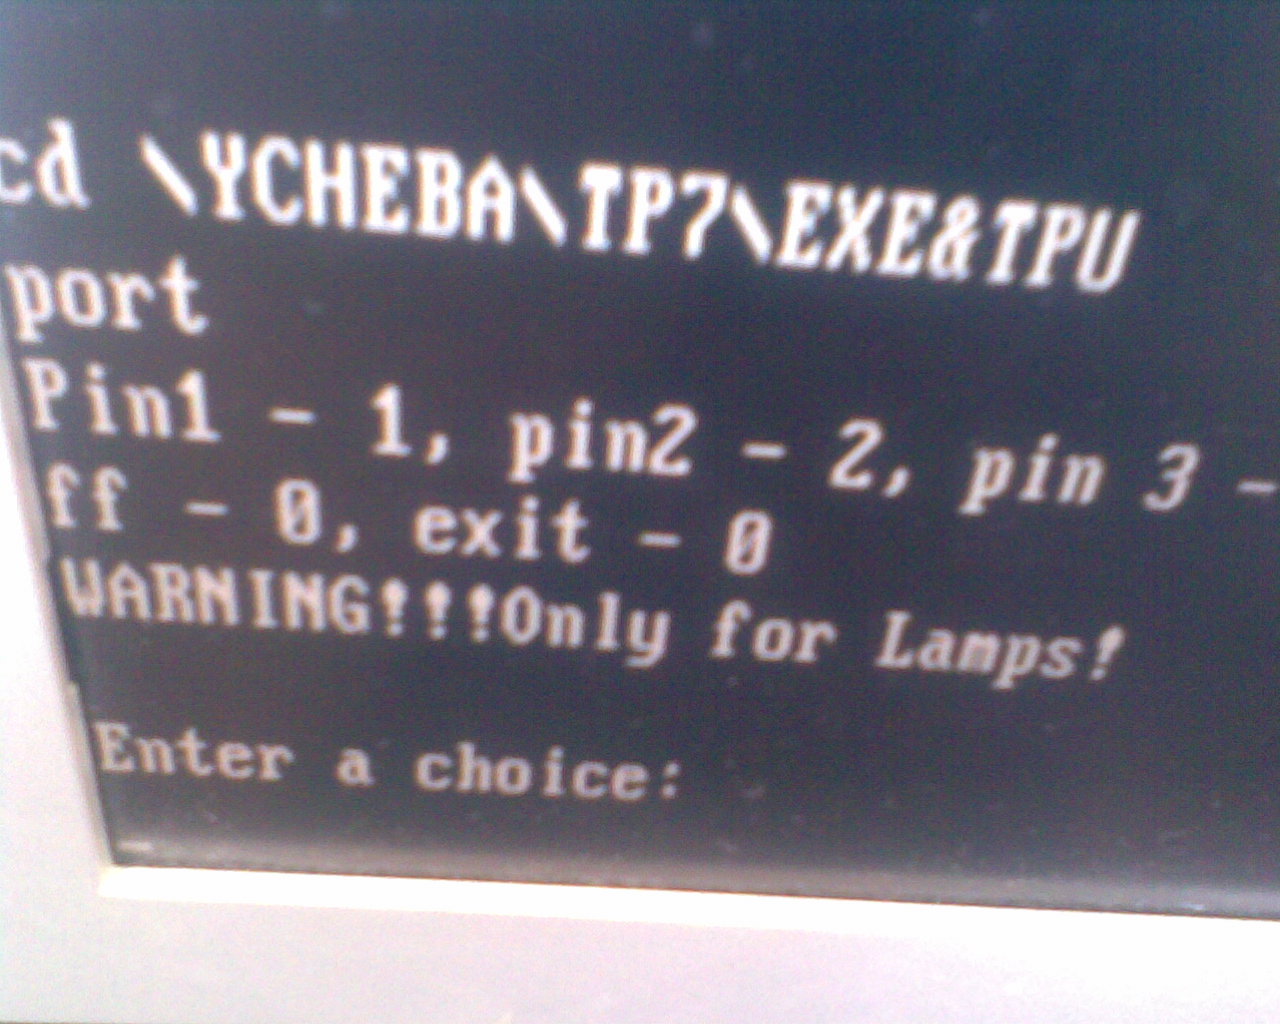 cd \YCHEBA\TP7\EXE&TPU
port
Pin1 - 1, pin2 - 2, pin 3 -
ff - 0, exit - 0
WARNING!!!Only for Lamps!
Enter a choice: